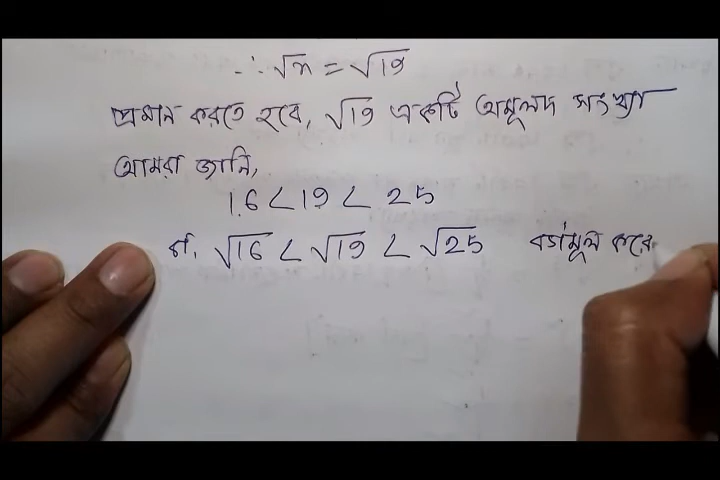 ∴ √n = √19
প্রমান করতে হবে, √19 একটি অমূলদ সংখ্যা
আমরা জানি,
16 < 19 < 25
বা, √16 < √19 < √25 বর্গমূল করে